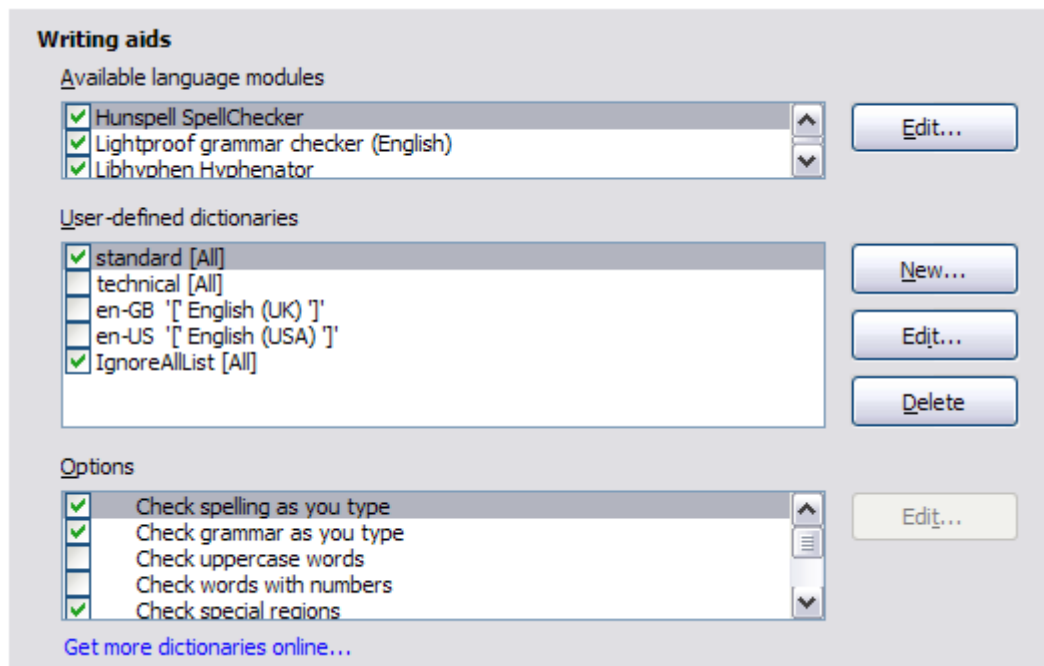 Writing aids
Available language modules
Hunspell SpellChecker
Lightproof grammar checker (English)
Libhyphen Hyphenator
Edit...
User-defined dictionaries
standard [All]
technical [All]
en-GB '[' English (UK) ']'
en-US '[' English (USA) ']'
IgnoreAllList [All]
New...
Edit...
Delete
Options
Check spelling as you type
Check grammar as you type
Check uppercase words
Check words with numbers
Check special regions
Edit...
Get more dictionaries online...